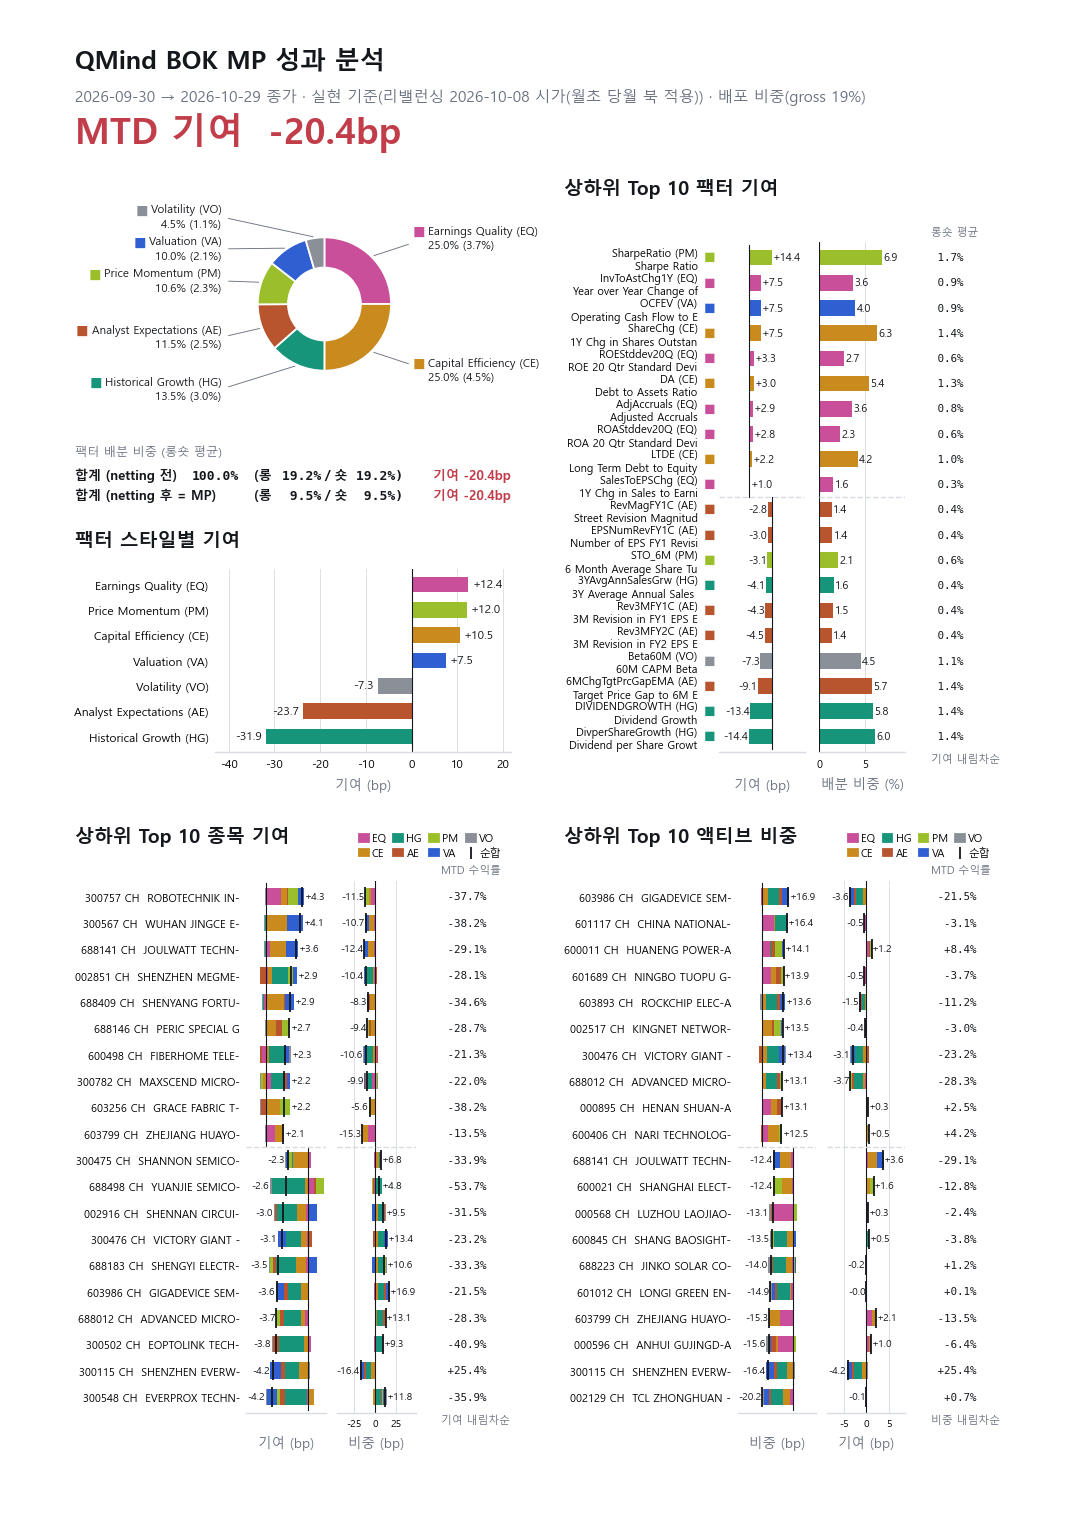 QMind BOK MP 성과 분석
2026-09-30 → 2026-10-29 종가 · 실현 기준(리밸런싱 2026-10-08 시가(월초 당월 북 적용)) · 배포 비중(gross 19%)
MTD 기여 -20.4bp
Volatility (VO)
4.5% (1.1%)
Valuation (VA)
10.0% (2.1%)
Price Momentum (PM)
10.6% (2.3%)
Analyst Expectations (AE)
11.5% (2.5%)
Historical Growth (HG)
13.5% (3.0%)
Earnings Quality (EQ)
25.0% (3.7%)
Capital Efficiency (CE)
25.0% (4.5%)
팩터 배분 비중 (롱숏 평균)
합계 (netting 전) 100.0% (롱 19.2% / 숏 19.2%) 기여 -20.4bp
합계 (netting 후 = MP) (롱 9.5% / 숏 9.5%) 기여 -20.4bp
팩터 스타일별 기여
Earnings Quality (EQ) +12.4
Price Momentum (PM) +12.0
Capital Efficiency (CE) +10.5
Valuation (VA) +7.5
Volatility (VO) -7.3
Analyst Expectations (AE) -23.7
Historical Growth (HG) -31.9
-40 -30 -20 -10 0 10 20
기여 (bp)
상하위 Top 10 팩터 기여
롱숏 평균
SharpeRatio (PM) +14.4 6.9 1.7%
Sharpe Ratio
InvToAstChg1Y (EQ) +7.5 3.6 0.9%
Year over Year Change of
OCFEV (VA) +7.5 4.0 0.9%
Operating Cash Flow to E
ShareChg (CE) +7.5 6.3 1.4%
1Y Chg in Shares Outstan
ROEStddev20Q (EQ) +3.3 2.7 0.6%
ROE 20 Qtr Standard Devi
DA (CE) +3.0 5.4 1.3%
Debt to Assets Ratio
AdjAccruals (EQ) +2.9 3.6 0.8%
Adjusted Accruals
ROAStddev20Q (EQ) +2.8 2.3 0.6%
ROA 20 Qtr Standard Devi
LTDE (CE) +2.2 4.2 1.0%
Long Term Debt to Equity
SalesToEPSChg (EQ) +1.0 1.6 0.3%
1Y Chg in Sales to Earni
RevMagFY1C (AE) -2.8 1.4 0.4%
Street Revision Magnitud
EPSNumRevFY1C (AE) -3.0 1.4 0.4%
Number of EPS FY1 Revisi
STO_6M (PM) -3.1 2.1 0.6%
6 Month Average Share Tu
3YAvgAnnSalesGrw (HG) -4.1 1.6 0.4%
3Y Average Annual Sales
Rev3MFY1C (AE) -4.3 1.5 0.4%
3M Revision in FY1 EPS E
Rev3MFY2C (AE) -4.5 1.4 0.4%
3M Revision in FY2 EPS E
Beta60M (VO) -7.3 4.5 1.1%
60M CAPM Beta
6MChgTgtPrcGapEMA (AE) -9.1 5.7 1.4%
Target Price Gap to 6M E
DIVIDENDGROWTH (HG) -13.4 5.8 1.4%
Dividend Growth
DivperShareGrowth (HG) -14.4 6.0 1.4%
Dividend per Share Growt
0 5
기여 내림차순
기여 (bp) 배분 비중 (%)
상하위 Top 10 종목 기여
EQ HG PM VO
CE AE VA 순합
MTD 수익률
300757 CH ROBOTECHNIK IN- +4.3 -11.5 -37.7%
300567 CH WUHAN JINGCE E- +4.1 -10.7 -38.2%
688141 CH JOULWATT TECHN- +3.6 -12.4 -29.1%
002851 CH SHENZHEN MEGME- +2.9 -10.4 -28.1%
688409 CH SHENYANG FORTU- +2.9 -8.3 -34.6%
688146 CH PERIC SPECIAL G +2.7 -9.4 -28.7%
600498 CH FIBERHOME TELE- +2.3 -10.6 -21.3%
300782 CH MAXSCEND MICRO- +2.2 -9.9 -22.0%
603256 CH GRACE FABRIC T- +2.2 -5.6 -38.2%
603799 CH ZHEJIANG HUAYO- +2.1 -15.3 -13.5%
300475 CH SHANNON SEMICO- -2.3 +6.8 -33.9%
688498 CH YUANJIE SEMICO- -2.6 +4.8 -53.7%
002916 CH SHENNAN CIRCUI- -3.0 +9.5 -31.5%
300476 CH VICTORY GIANT - -3.1 +13.4 -23.2%
688183 CH SHENGYI ELECTR- -3.5 +10.6 -33.3%
603986 CH GIGADEVICE SEM- -3.6 +16.9 -21.5%
688012 CH ADVANCED MICRO- -3.7 +13.1 -28.3%
300502 CH EOPTOLINK TECH- -3.8 +9.3 -40.9%
300115 CH SHENZHEN EVERW- -4.2 -16.4 +25.4%
300548 CH EVERPROX TECHN- -4.2 +11.8 -35.9%
-25 0 25
기여 내림차순
기여 (bp) 비중 (bp)
상하위 Top 10 액티브 비중
EQ HG PM VO
CE AE VA 순합
MTD 수익률
603986 CH GIGADEVICE SEM- +16.9 -3.6 -21.5%
601117 CH CHINA NATIONAL- +16.4 -0.5 -3.1%
600011 CH HUANENG POWER-A +14.1 +1.2 +8.4%
601689 CH NINGBO TUOPU G- +13.9 -0.5 -3.7%
603893 CH ROCKCHIP ELEC-A +13.6 -1.5 -11.2%
002517 CH KINGNET NETWOR- +13.5 -0.4 -3.0%
300476 CH VICTORY GIANT - +13.4 -3.1 -23.2%
688012 CH ADVANCED MICRO- +13.1 -3.7 -28.3%
000895 CH HENAN SHUAN-A +13.1 +0.3 +2.5%
600406 CH NARI TECHNOLOG- +12.5 +0.5 +4.2%
688141 CH JOULWATT TECHN- -12.4 +3.6 -29.1%
600021 CH SHANGHAI ELECT- -12.4 +1.6 -12.8%
000568 CH LUZHOU LAOJIAO- -13.1 +0.3 -2.4%
600845 CH SHANG BAOSIGHT- -13.5 +0.5 -3.8%
688223 CH JINKO SOLAR CO- -14.0 -0.2 +1.2%
601012 CH LONGI GREEN EN- -14.9 -0.0 +0.1%
603799 CH ZHEJIANG HUAYO- -15.3 +2.1 -13.5%
000596 CH ANHUI GUJINGD-A -15.6 +1.0 -6.4%
300115 CH SHENZHEN EVERW- -16.4 -4.2 +25.4%
002129 CH TCL ZHONGHUAN - -20.2 -0.1 +0.7%
-5 0 5
비중 내림차순
비중 (bp) 기여 (bp)